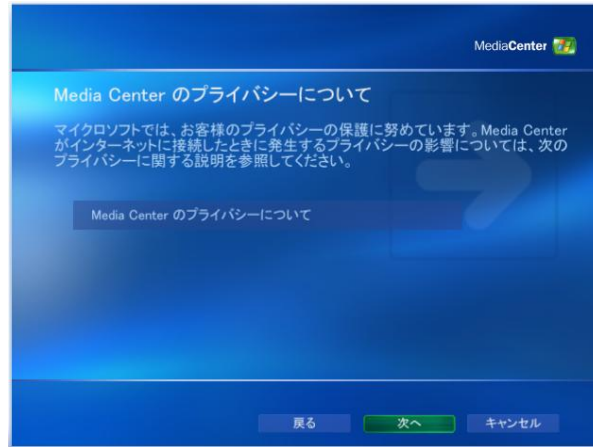 MediaCenter
Media Center のプライバシーについて
マイクロソフトでは、お客様のプライバシーの保護に努めています。Media Center
がインターネットに接続したときに発生するプライバシーの影響については、次の
プライバシーに関する説明を参照してください。
Media Center のプライバシーについて
戻る 次へ キャンセル